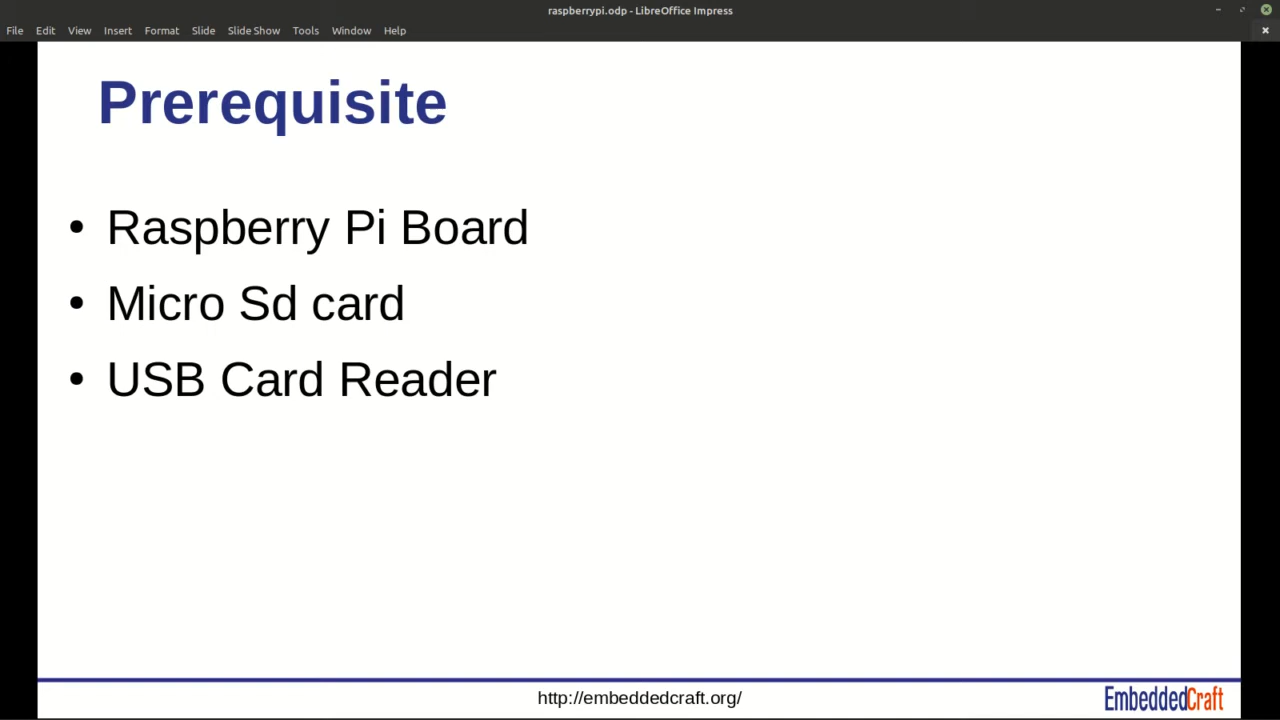 raspberrypi.odp - LibreOffice Impress
File Edit View Insert Format Slide Slide Show Tools Window Help
Prerequisite
• Raspberry Pi Board
• Micro Sd card
• USB Card Reader
http://embeddedcraft.org/
EmbeddedCraft